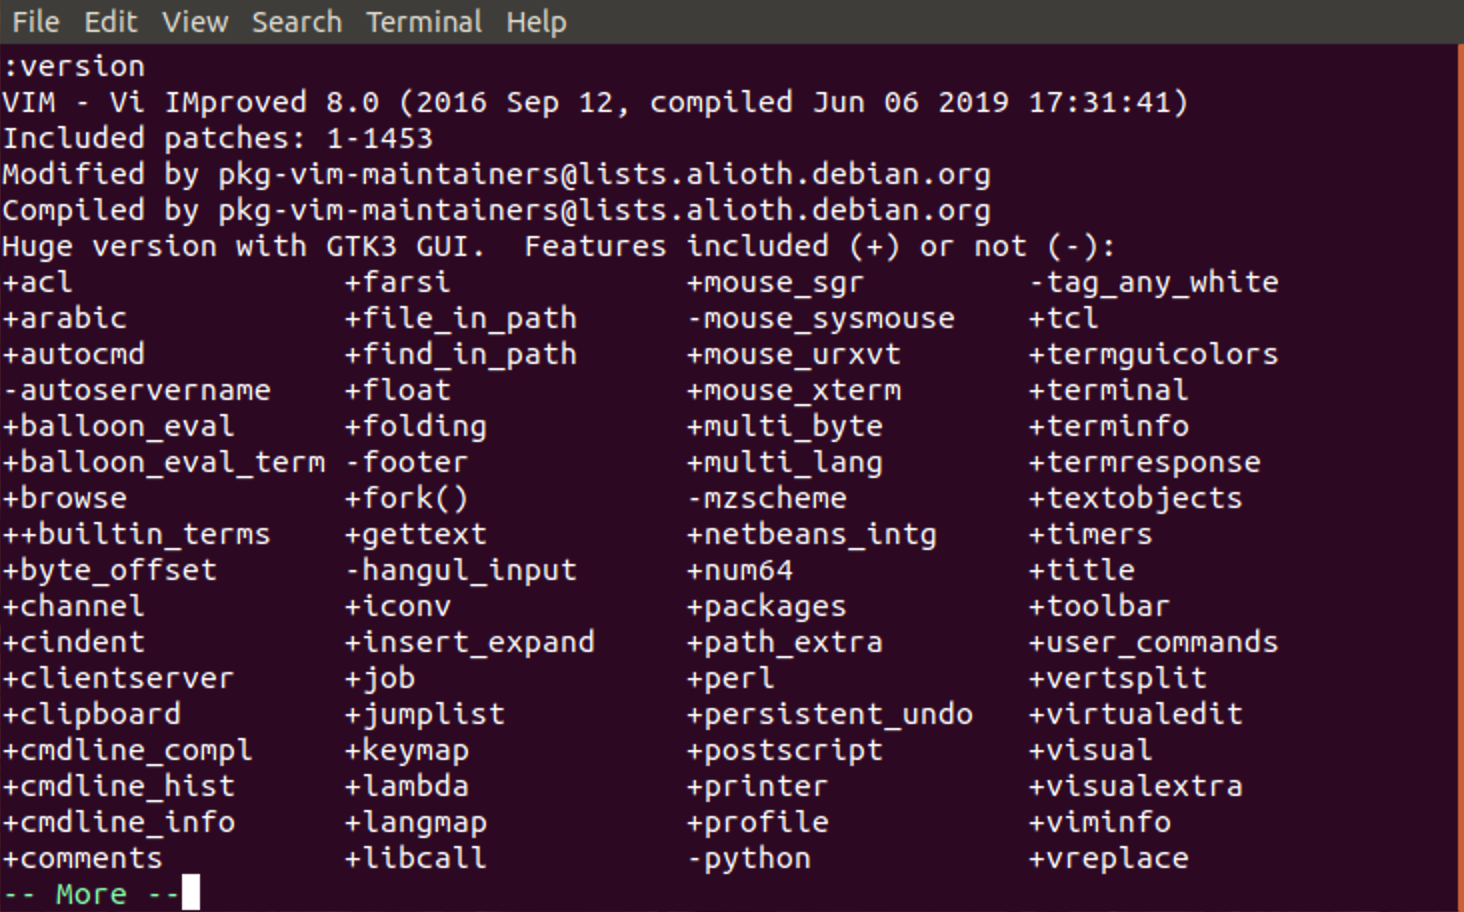 File Edit View Search Terminal Help
:version
VIM - Vi IMproved 8.0 (2016 Sep 12, compiled Jun 06 2019 17:31:41)
Included patches: 1-1453
Modified by pkg-vim-maintainers@lists.alioth.debian.org
Compiled by pkg-vim-maintainers@lists.alioth.debian.org
Huge version with GTK3 GUI.  Features included (+) or not (-):
+acl               +farsi             +mouse_sgr         -tag_any_white
+arabic            +file_in_path      -mouse_sysmouse    +tcl
+autocmd           +find_in_path      +mouse_urxvt       +termguicolors
-autoservername    +float             +mouse_xterm       +terminal
+balloon_eval      +folding           +multi_byte        +terminfo
+balloon_eval_term -footer            +multi_lang        +termresponse
+browse            +fork()            -mzscheme          +textobjects
++builtin_terms    +gettext           +netbeans_intg     +timers
+byte_offset       -hangul_input      +num64             +title
+channel           +iconv             +packages          +toolbar
+cindent           +insert_expand     +path_extra        +user_commands
+clientserver      +job               +perl              +vertsplit
+clipboard         +jumplist          +persistent_undo   +virtualedit
+cmdline_compl     +keymap            +postscript        +visual
+cmdline_hist      +lambda            +printer           +visualextra
+cmdline_info      +langmap           +profile           +viminfo
+comments          +libcall           -python            +vreplace
-- More --